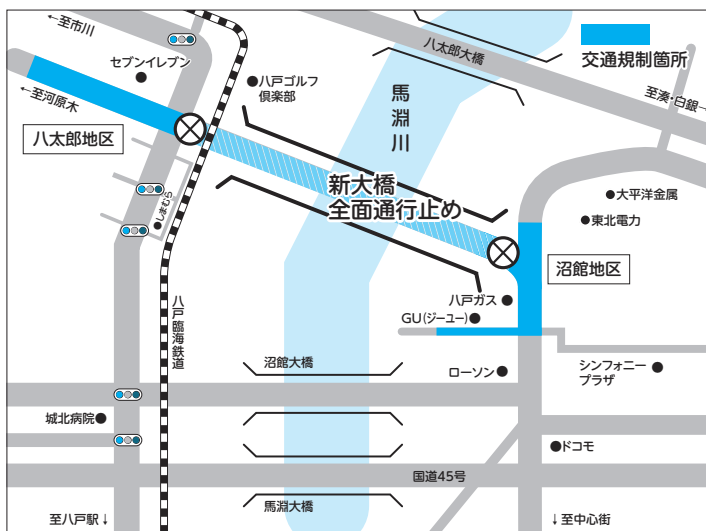 ←至市川
セブンイレブン
←至河原木
八太郎地区
八戸ゴルフ
倶楽部
馬淵川
八太郎大橋
交通規制箇所
至湊・白銀→
新大橋
全面通行止め
しまむら
大平洋金属
東北電力
沼館地区
八戸臨海鉄道
八戸ガス
GU(ジーユー)
沼館大橋
ローソン
シンフォニー
プラザ
城北病院
ドコモ
国道45号
馬淵大橋
至八戸駅↓
↓至中心街